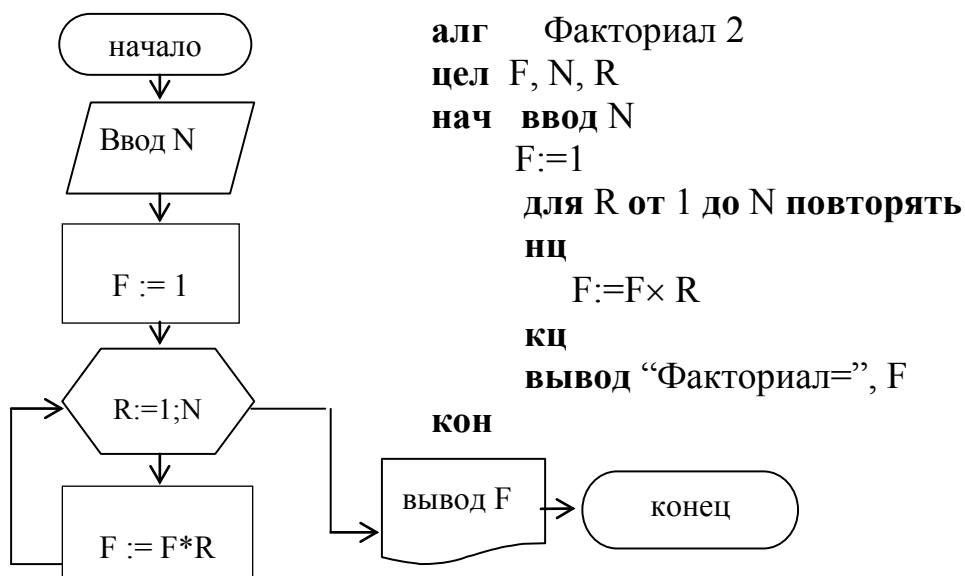 начало
Ввод N
F := 1
R:=1;N
F := F*R
вывод F
конец
алг Факториал 2
цел F, N, R
нач ввод N
F:=1
для R от 1 до N повторять
нц
F:=F× R
кц
вывод “Факториал=”, F
кон